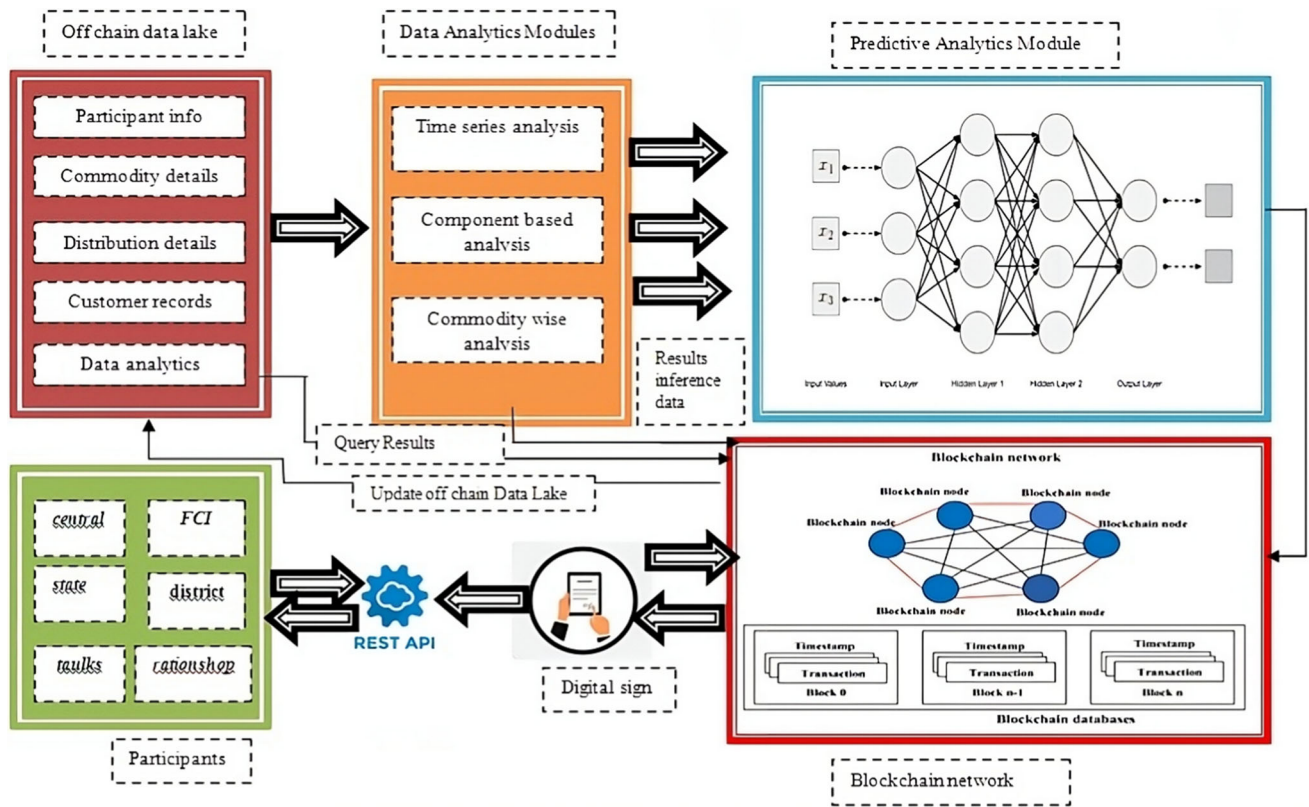 Off chain data lake
Data Analytics Modules
Predictive Analytics Module
Participant info
Commodity details
Distribution details
Customer records
Data analytics
Time series analysis
Component based
analysis
Commodity wise
analysis
Results
inference
data
x1
x2
x3
Input Values
Input Layer
Hidden Layer 1
Hidden Layer 2
Output Layer
Query Results
Update off chain Data Lake
central
FCI
state
district
taulks
rationshop
Participants
REST API
Digital sign
Blockchain network
Blockchain node
Blockchain node
Blockchain node
Blockchain node
Blockchain node
Blockchain node
Timestamp
Transaction
Block 0
Timestamp
Transaction
Block n-1
Timestamp
Transaction
Block n
Blockchain databases
Blockchain network